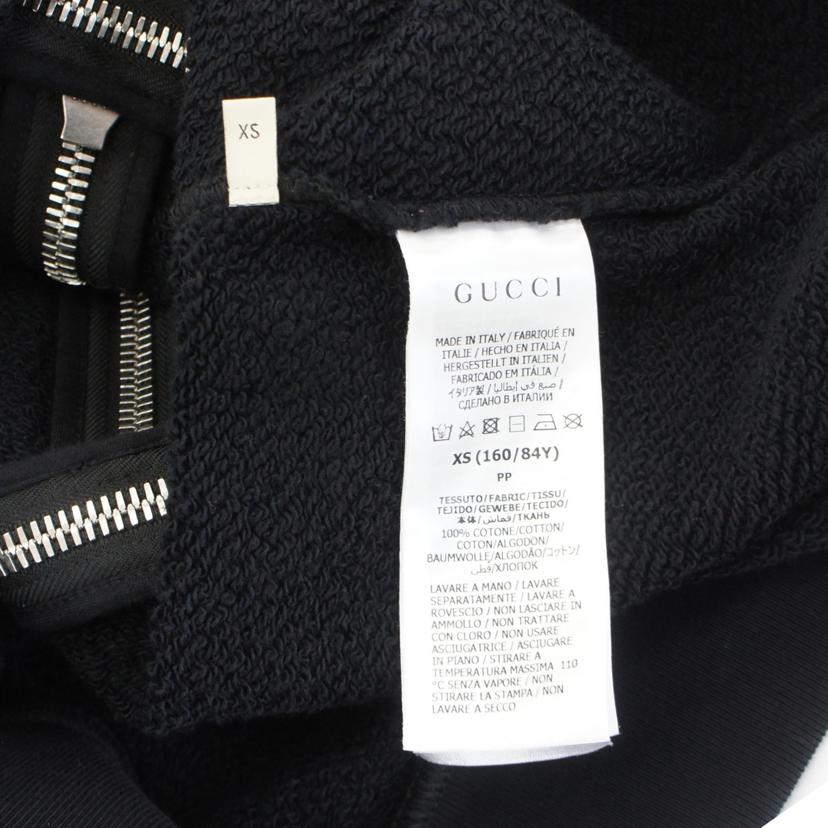 XS
GUCCI
MADE IN ITALY / FABRIQUÉ EN
ITALIE / HECHO EN ITALIA /
HERGESTELLT IN ITALIEN /
FABRICADO EM ITÁLIA /
イタリア製 / صنع في إيطاليا /
СДЕЛАНО В ИТАЛИИ
XS (160/84Y)
PP
TESSUTO/FABRIC/TISSU/
TEJIDO/GEWEBE/TECIDO/
本体/قماش/ТКАНЬ
100% COTONE/COTTON/
COTON/ALGODON/
BAUMWOLLE/ALGODÃO/コットン/
قطن/ХЛОПОК
LAVARE A MANO / LAVARE
SEPARATAMENTE / LAVARE A
ROVESCIO / NON LASCIARE IN
AMMOLLO / NON TRATTARE
CON CLORO / NON USARE
ASCIUGATRICE / ASCIUGARE
IN PIANO / STIRARE A
TEMPERATURA MASSIMA 110
°C SENZA VAPORE / NON
STIRARE LA STAMPA / NON
LAVARE A SECCO